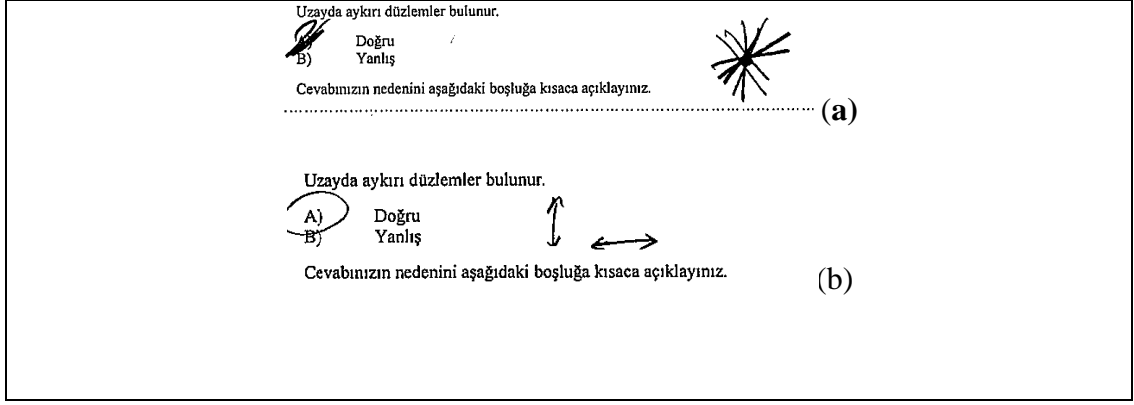 Uzayda aykırı düzlemler bulunur.
A) Doğru
B) Yanlış
Cevabınızın nedenini aşağıdaki boşluğa kısaca açıklayınız.
(a)
Uzayda aykırı düzlemler bulunur.
A) Doğru
B) Yanlış
Cevabınızın nedenini aşağıdaki boşluğa kısaca açıklayınız.
(b)